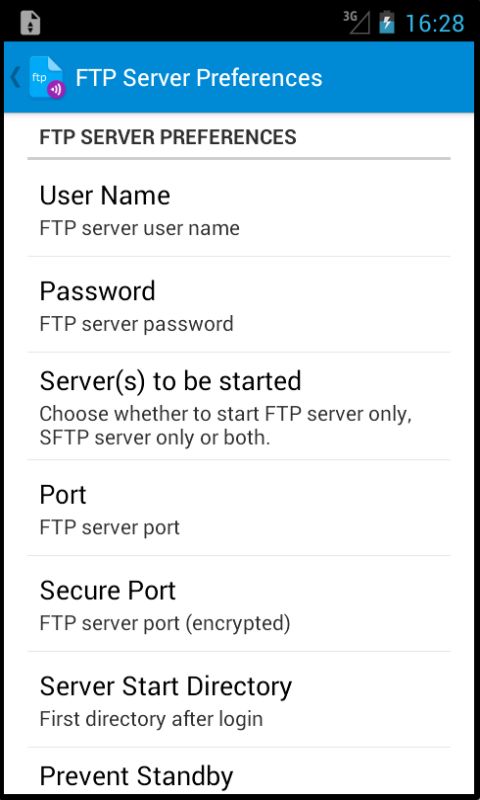 3G 16:28
ftp FTP Server Preferences
FTP SERVER PREFERENCES
User Name
FTP server user name
Password
FTP server password
Server(s) to be started
Choose whether to start FTP server only,
SFTP server only or both.
Port
FTP server port
Secure Port
FTP server port (encrypted)
Server Start Directory
First directory after login
Prevent Standby